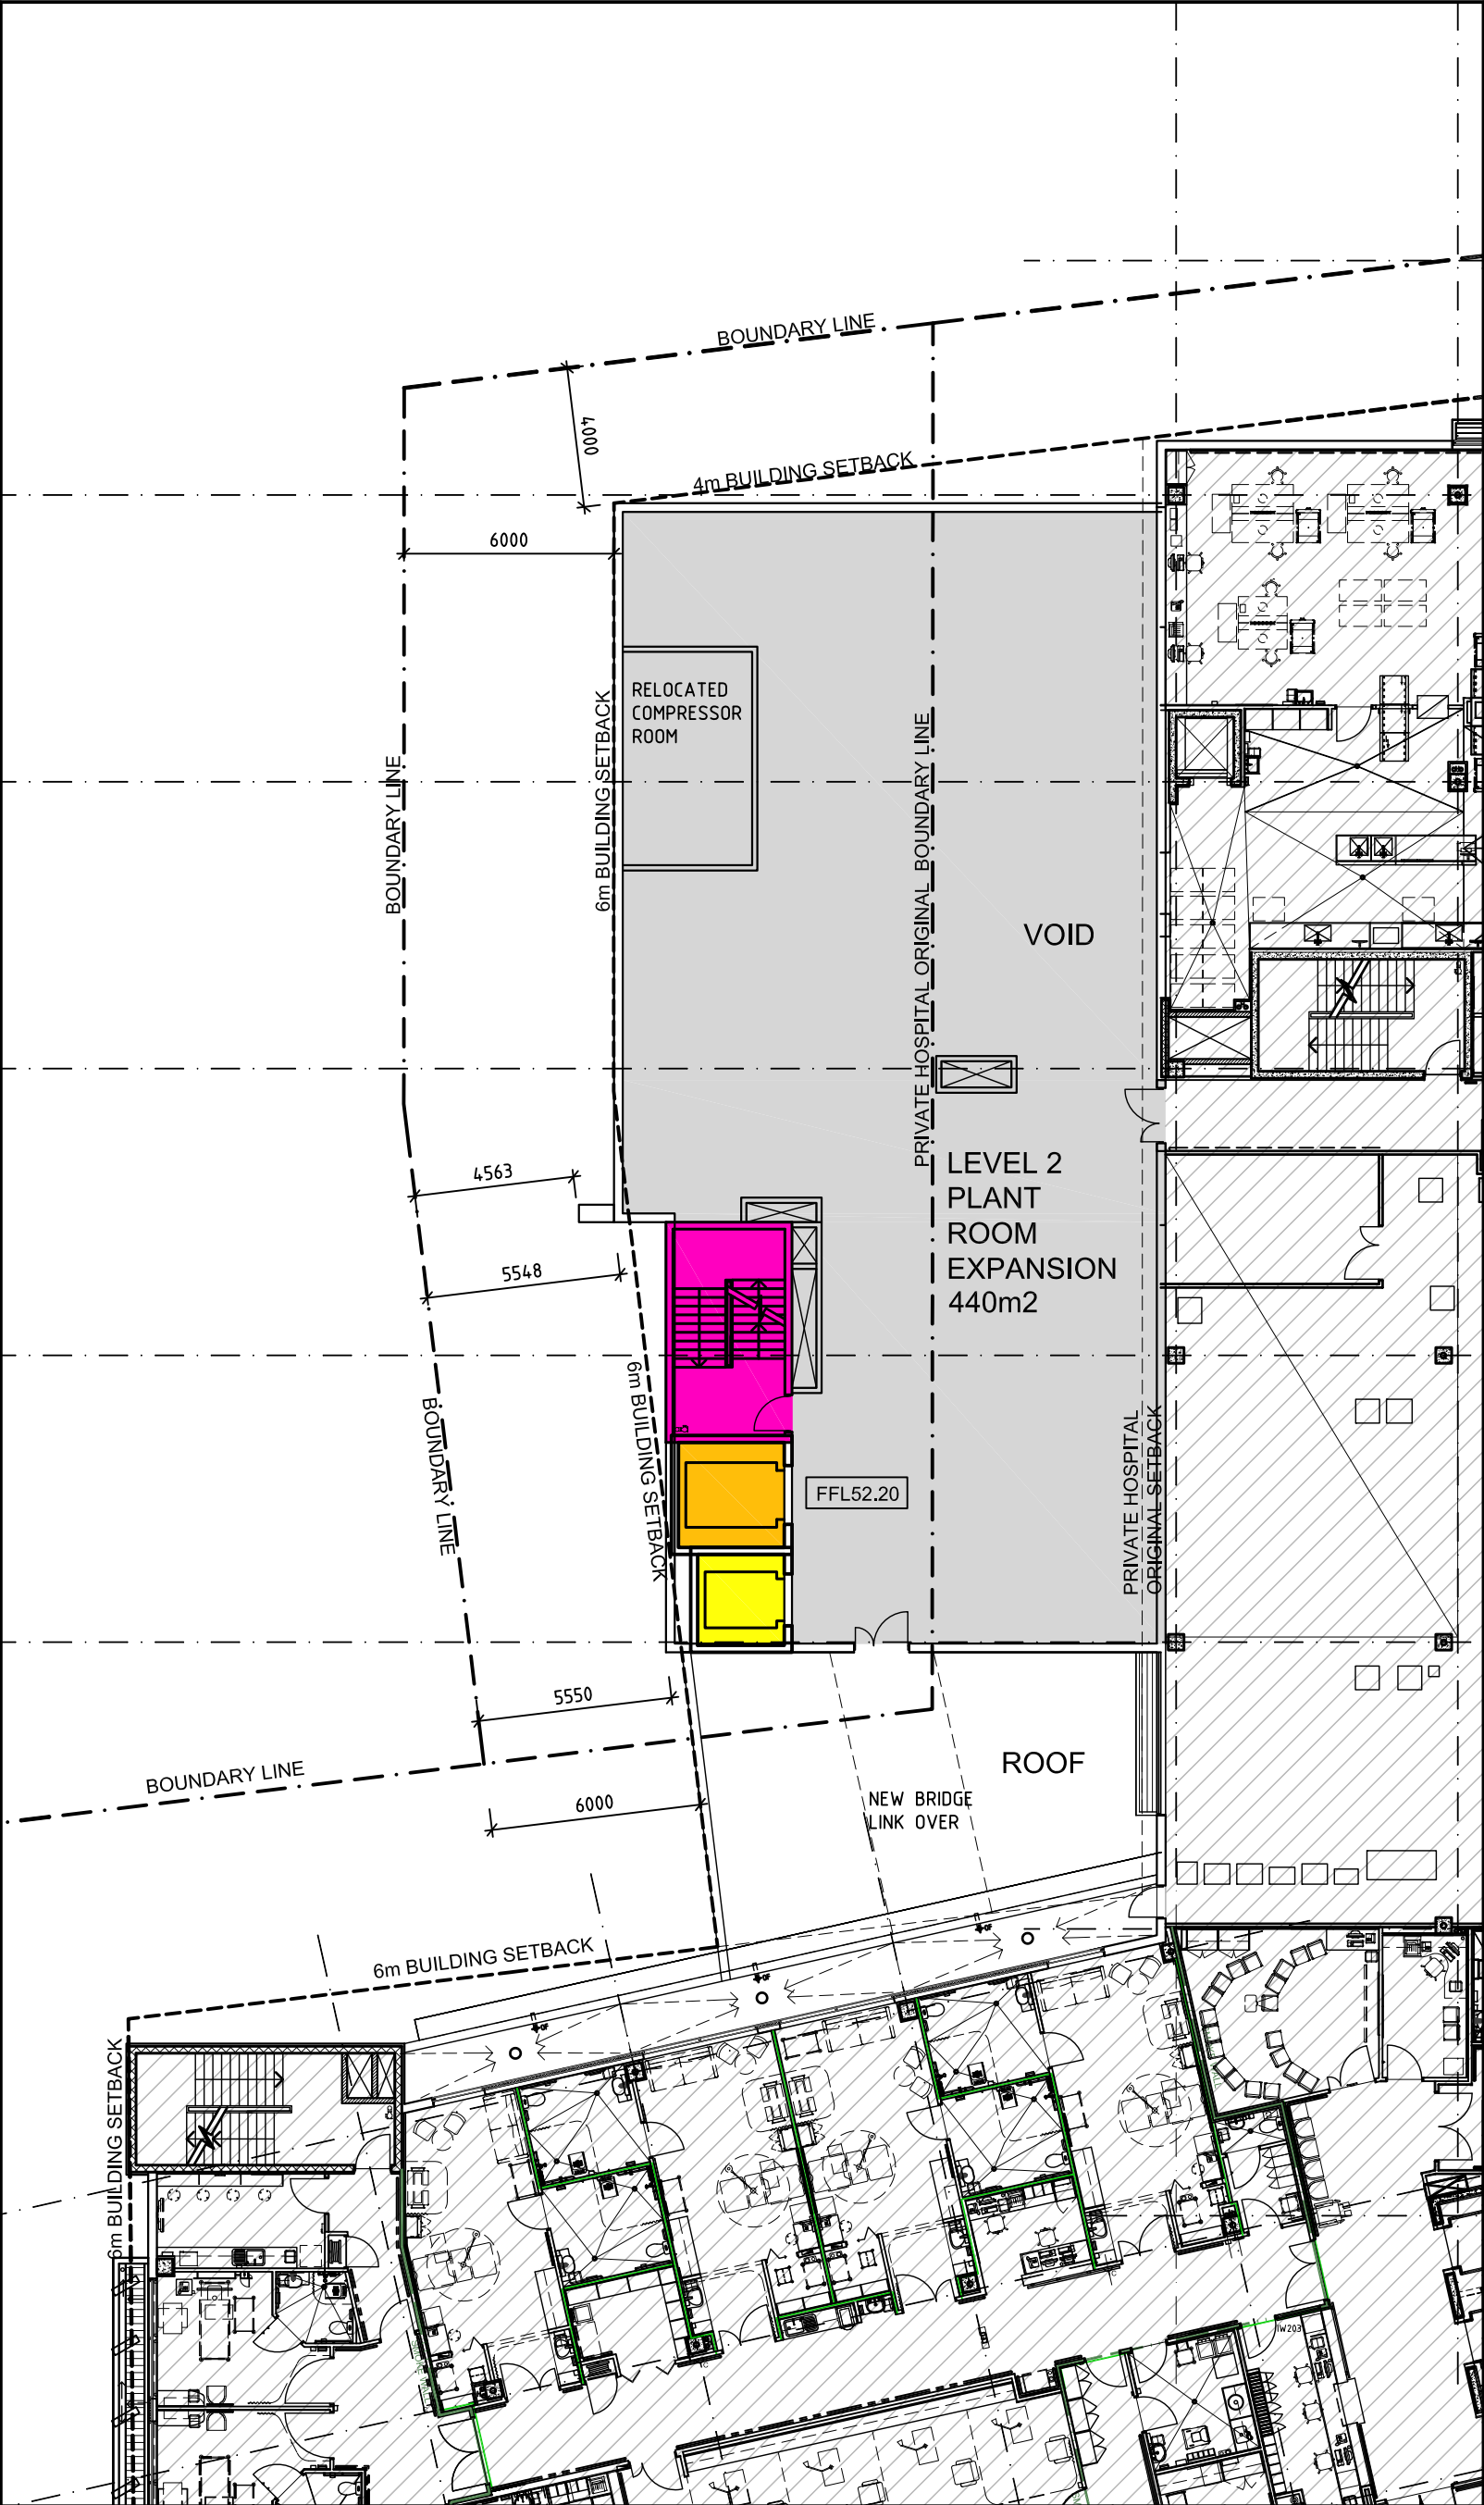 BOUNDARY LINE
4000
4m BUILDING SETBACK
6000
RELOCATED
COMPRESSOR
ROOM
6m BUILDING SETBACK
BOUNDARY LINE
PRIVATE HOSPITAL ORIGINAL BOUNDARY LINE
VOID
4563
LEVEL 2
PLANT
ROOM
EXPANSION
440m2
5548
6m BUILDING SETBACK
BOUNDARY LINE
PRIVATE HOSPITAL
ORIGINAL SETBACK
FFL52.20
5550
BOUNDARY LINE
ROOF
6000
NEW BRIDGE
LINK OVER
6m BUILDING SETBACK
6m BUILDING SETBACK
IW203